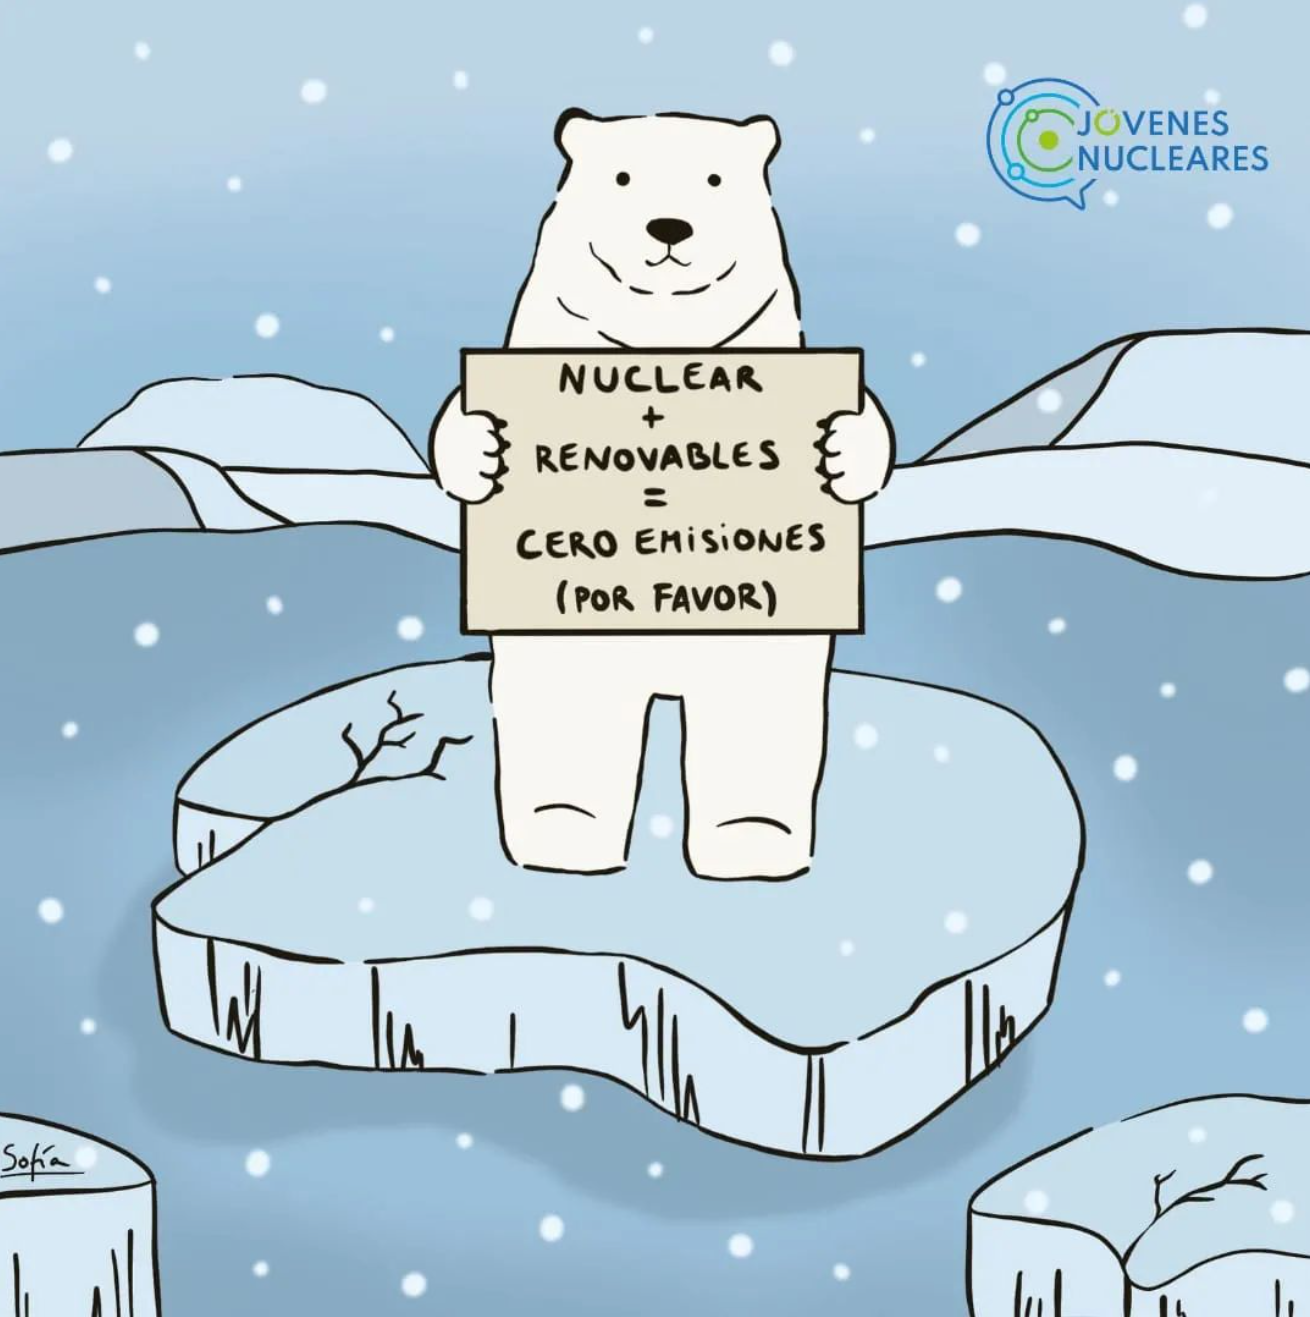 JÓVENES
NUCLEARES
NUCLEAR
+
RENOVABLES
=
CERO EMISIONES
(POR FAVOR)
Sofía